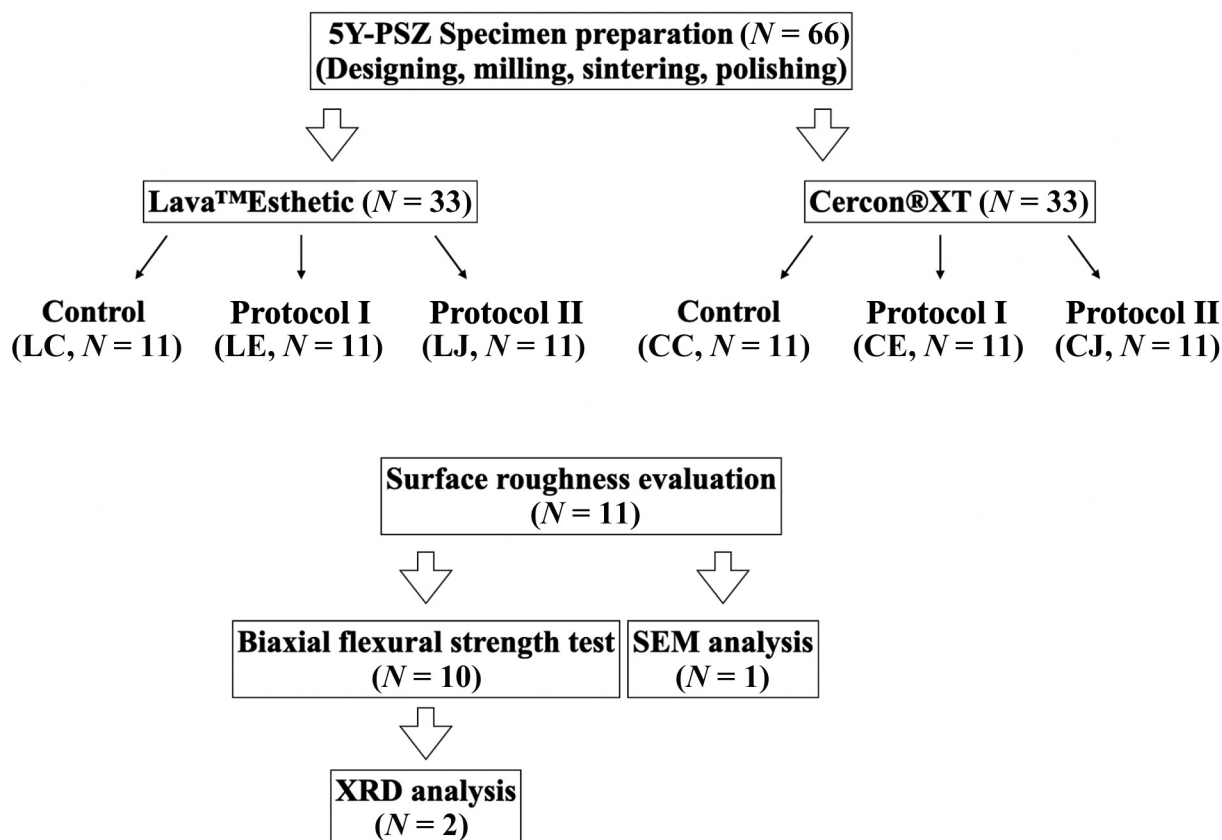 5Y-PSZ Specimen preparation (N = 66)
(Designing, milling, sintering, polishing)
Lava™Esthetic (N = 33)
Cercon®XT (N = 33)
Control
(LC, N = 11)
Protocol I
(LE, N = 11)
Protocol II
(LJ, N = 11)
Control
(CC, N = 11)
Protocol I
(CE, N = 11)
Protocol II
(CJ, N = 11)
Surface roughness evaluation
(N = 11)
Biaxial flexural strength test
(N = 10)
SEM analysis
(N = 1)
XRD analysis
(N = 2)